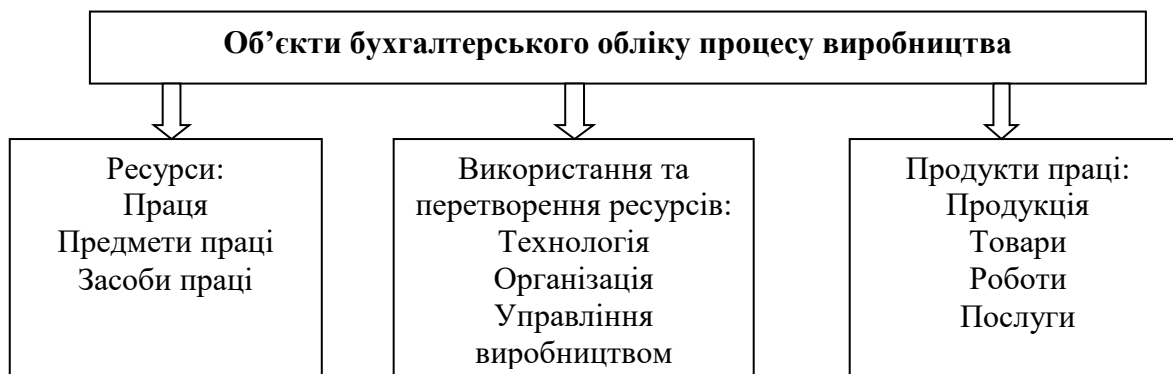 Об’єкти бухгалтерського обліку процесу виробництва
Ресурси:
Праця
Предмети праці
Засоби праці
Використання та
перетворення ресурсів:
Технологія
Організація
Управління
виробництвом
Продукти праці:
Продукція
Товари
Роботи
Послуги